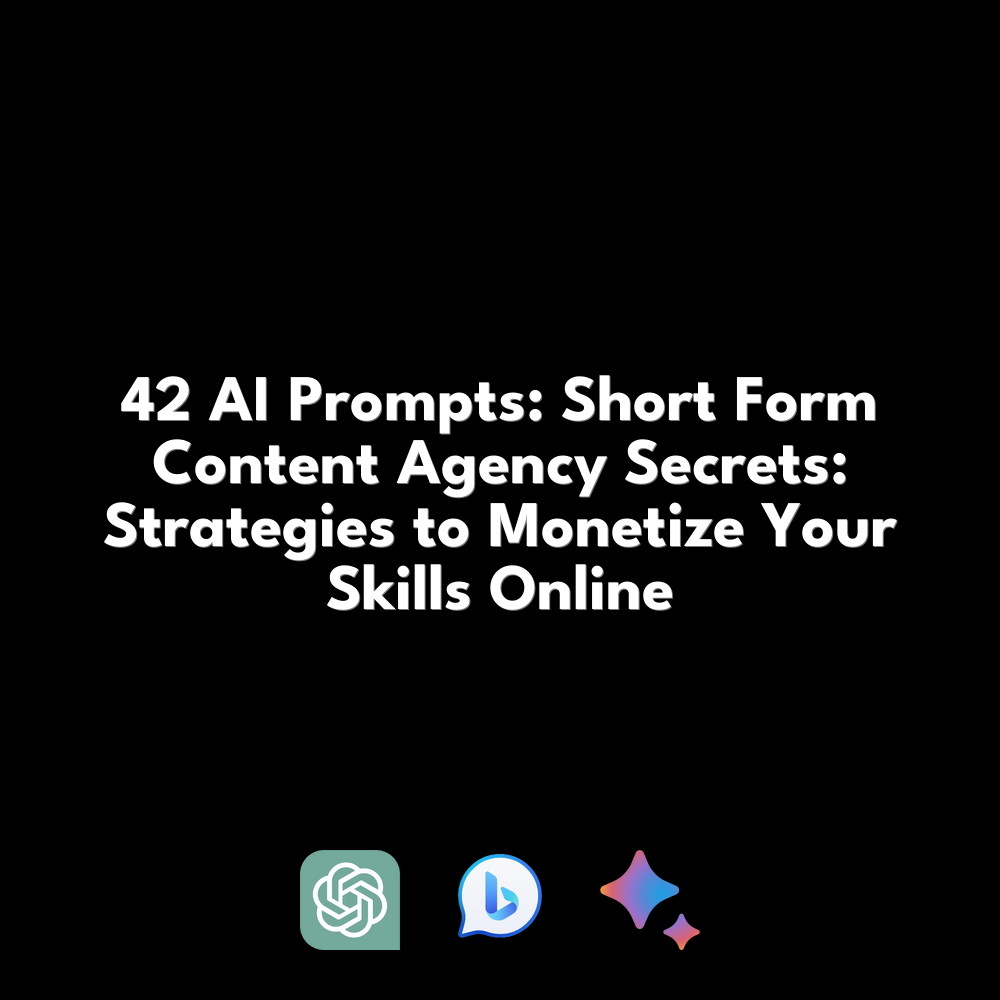 42 AI Prompts: Short Form
Content Agency Secrets:
Strategies to Monetize Your
Skills Online